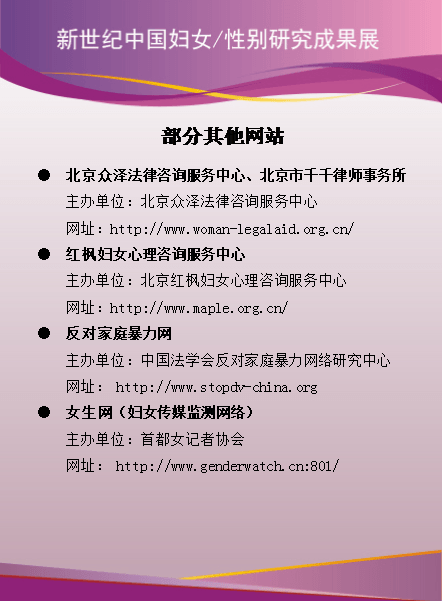 新世纪中国妇女/性别研究成果展
部分其他网站
● 北京众泽法律咨询服务中心、北京市千千律师事务所
主办单位：北京众泽法律咨询服务中心
网址：http://www.woman-legalaid.org.cn/
● 红枫妇女心理咨询服务中心
主办单位：北京红枫妇女心理咨询服务中心
网址：http://www.maple.org.cn/
● 反对家庭暴力网
主办单位：中国法学会反对家庭暴力网络研究中心
网址： http://www.stopdv-china.org
● 女生网（妇女传媒监测网络）
主办单位：首都女记者协会
网址： http://www.genderwatch.cn:801/